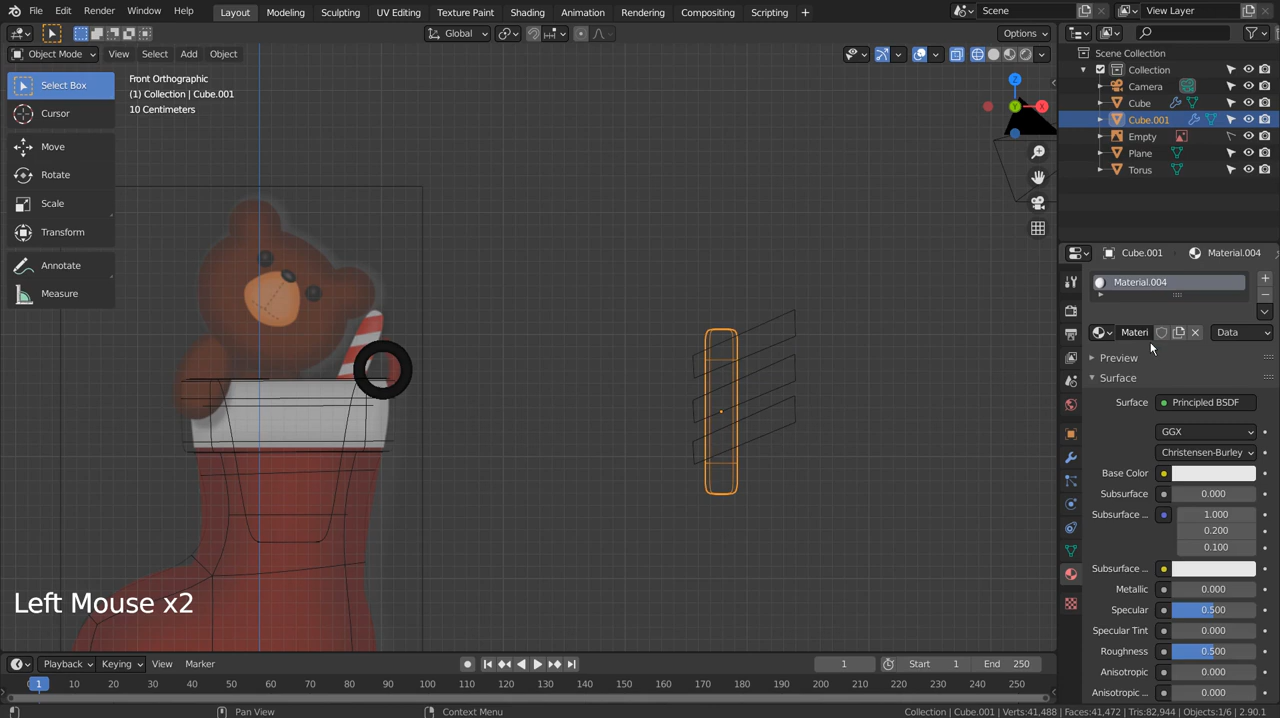 File Edit Render Window Help Layout Modeling Sculpting UV Editing Texture Paint Shading Animation Rendering Compositing Scripting + Scene View Layer
Global Options
Object Mode View Select Add Object
Select Box
Cursor
Move
Rotate
Scale
Transform
Annotate
Measure
Front Orthographic
(1) Collection | Cube.001
10 Centimeters
Z
X
Y
Left Mouse x2
Scene Collection
Collection
Camera
Cube
Cube.001
Empty
Plane
Torus
Cube.001 Material.004
Material.004
Materi Data
Preview
Surface
Surface Principled BSDF
GGX
Christensen-Burley
Base Color
Subsurface 0.000
Subsurface ... 1.000
0.200
0.100
Subsurface ...
Metallic 0.000
Specular 0.500
Specular Tint 0.000
Roughness 0.500
Anisotropic 0.000
Anisotropic ... 0.000
Playback Keying View Marker 1 Start 1 End 250
1 10 20 30 40 50 60 70 80 90 100 110 120 130 140 150 160 170 180 190 200 210 220 230 240 250
Pan View Context Menu Collection | Cube.001 | Verts:41,488 | Faces:41,472 | Tris:82,944 | Objects:1/6 | 2.90.1